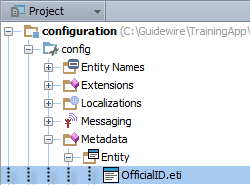 Project
configuration (C:\Guidewire\TrainingApp\
config
Entity Names
Extensions
Localizations
Messaging
Metadata
Entity
OfficialID.eti